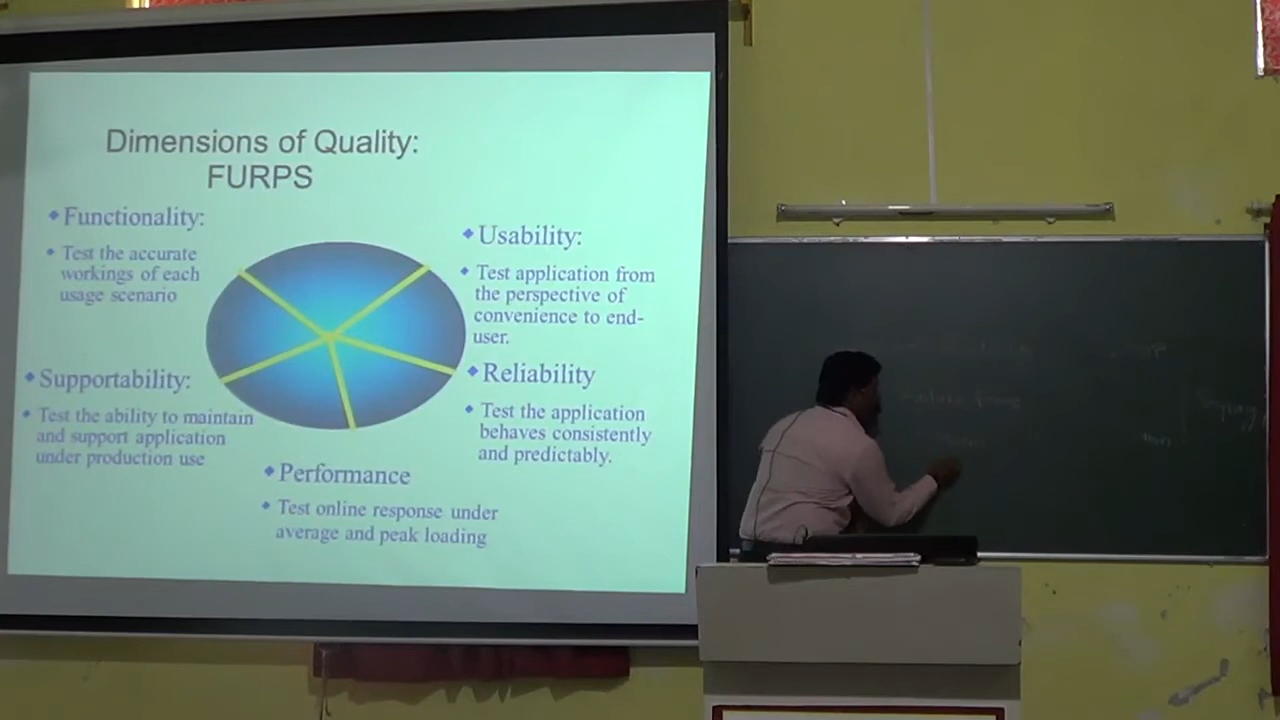 Dimensions of Quality:
FURPS
Functionality:
Test the accurate
workings of each
usage scenario
Usability:
Test application from
the perspective of
convenience to end-
user.
Reliability
Test the application
behaves consistently
and predictably.
Supportability:
Test the ability to maintain
and support application
under production use
Performance
Test online response under
average and peak loading